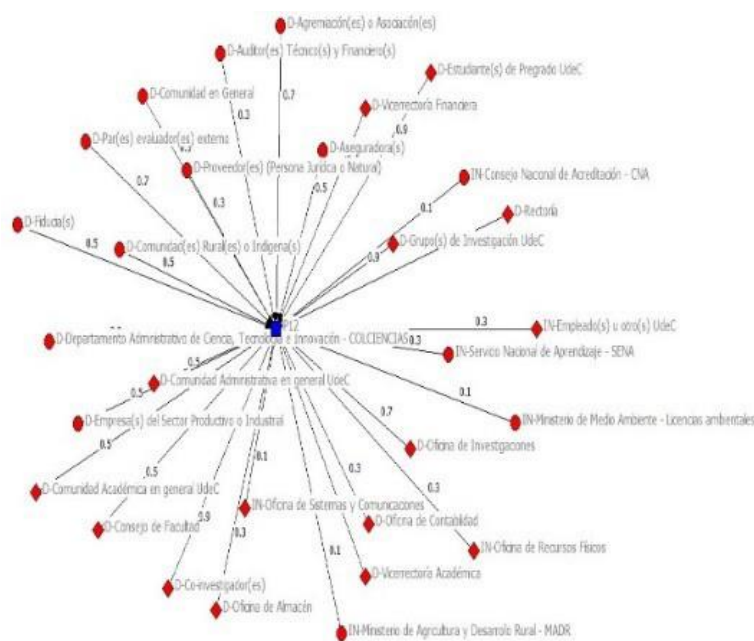 D-Agremiación(es) o Asociación(es)
D-Auditor(es) Técnico(s) y Financiero(s)
D-Estudiante(s) de Pregrado UdeC
D-Comunidad en General
0.7
D-Vicerrectoría Financiera
0.3
0.9
D-Par(es) evaluador(es) externo
D-Aseguradora(s)
D-Proveedor(es) (Persona Jurídica o Natural)
IN-Consejo Nacional de Acreditación - CNA
0.7
0.5
0.3
0.1
D-Rectoría
D-Fiducia(s)
0.5
D-Comunidad(es) Rural(es) o Indígena(s)
D-Grupo(s) de Investigación UdeC
0.5
0.9
P12
0.3
IN-Empleado(s) u otro(s) UdeC
D-Departamento Administrativo de Ciencia, Tecnología e Innovación - COLCIENCIAS
0.3
IN-Servicio Nacional de Aprendizaje - SENA
0.5
D-Comunidad Administrativa en general UdeC
0.5
0.1
D-Empresa(s) del Sector Productivo o Industrial
IN-Ministerio de Medio Ambiente - Licencias ambientales
0.7
0.5
D-Oficina de Investigaciones
0.1
0.5
0.3
D-Comunidad Académica en general UdeC
0.3
IN-Oficina de Sistemas y Comunicaciones
0.9
D-Oficina de Contabilidad
D-Consejo de Facultad
0.3
0.1
IN-Oficina de Recursos Físicos
D-Co-investigador(es)
D-Vicerrectoría Académica
D-Oficina de Almacén
IN-Ministerio de Agricultura y Desarrollo Rural - MADR